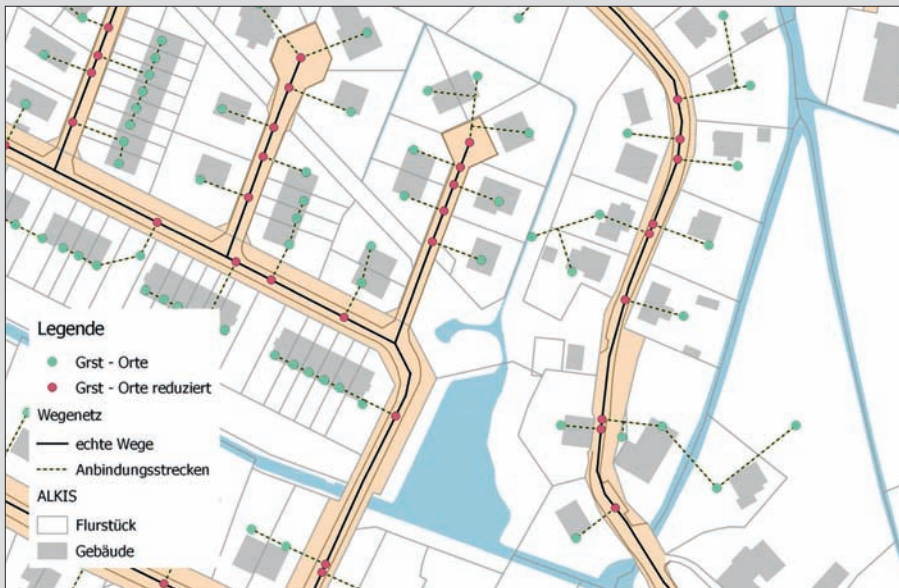 Legende
Grst - Orte
Grst - Orte reduziert
Wegenetz
echte Wege
Anbindungsstrecken
ALKIS
Flurstück
Gebäude